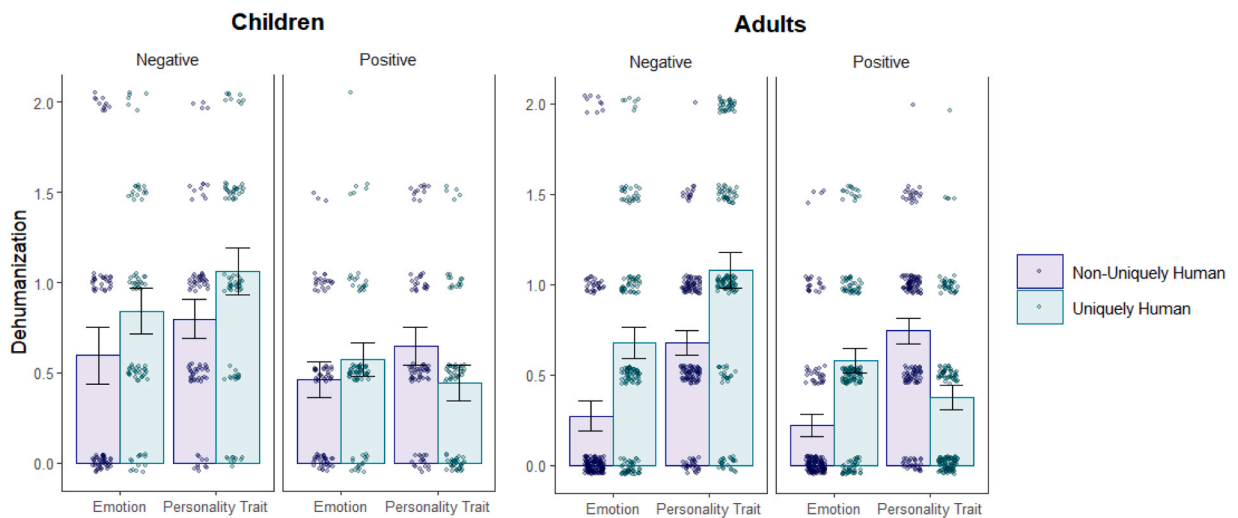 Children
Adults
Negative
Positive
Negative
Positive
Dehumanization
2.0
1.5
1.0
0.5
0.0
2.0
1.5
1.0
0.5
0.0
Emotion
Personality Trait
Emotion
Personality Trait
Emotion
Personality Trait
Emotion
Personality Trait
Non-Uniquely Human
Uniquely Human